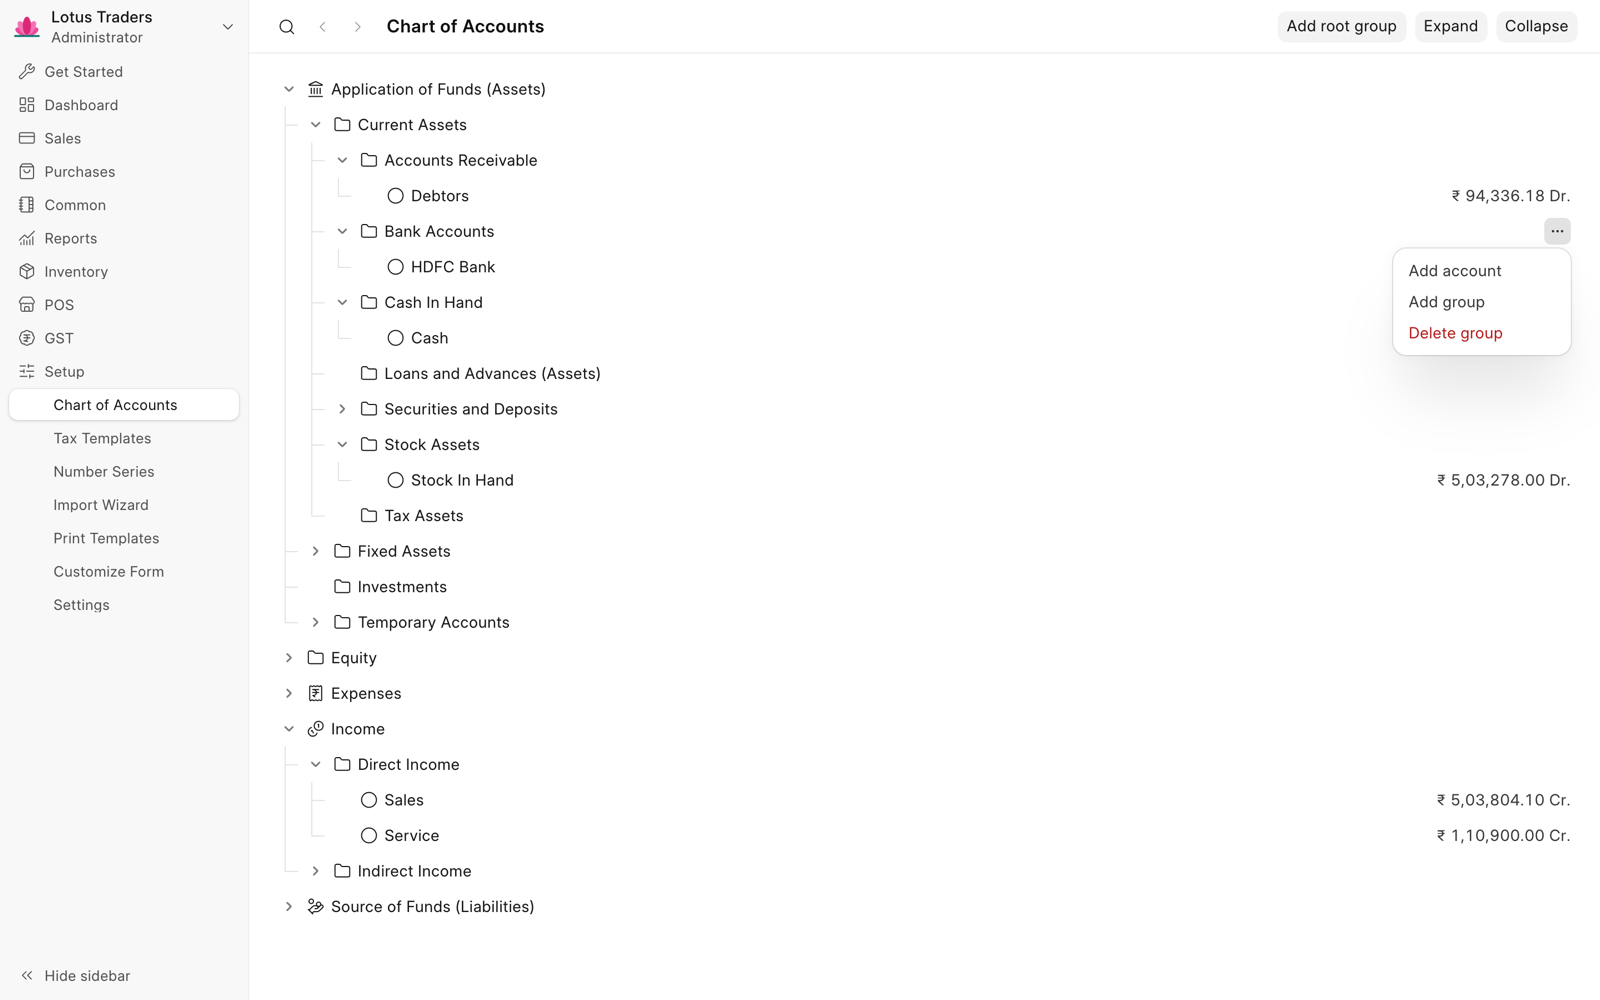 Lotus Traders
Administrator
Get Started
Dashboard
Sales
Purchases
Common
Reports
Inventory
POS
GST
Setup
Chart of Accounts
Tax Templates
Number Series
Import Wizard
Print Templates
Customize Form
Settings
Hide sidebar
Chart of Accounts
Add root group
Expand
Collapse
Application of Funds (Assets)
Current Assets
Accounts Receivable
Debtors ₹ 94,336.18 Dr.
Bank Accounts
HDFC Bank
Cash In Hand
Cash
Loans and Advances (Assets)
Securities and Deposits
Stock Assets
Stock In Hand ₹ 5,03,278.00 Dr.
Tax Assets
Fixed Assets
Investments
Temporary Accounts
Equity
Expenses
Income
Direct Income
Sales ₹ 5,03,804.10 Cr.
Service ₹ 1,10,900.00 Cr.
Indirect Income
Source of Funds (Liabilities)
Add account
Add group
Delete group